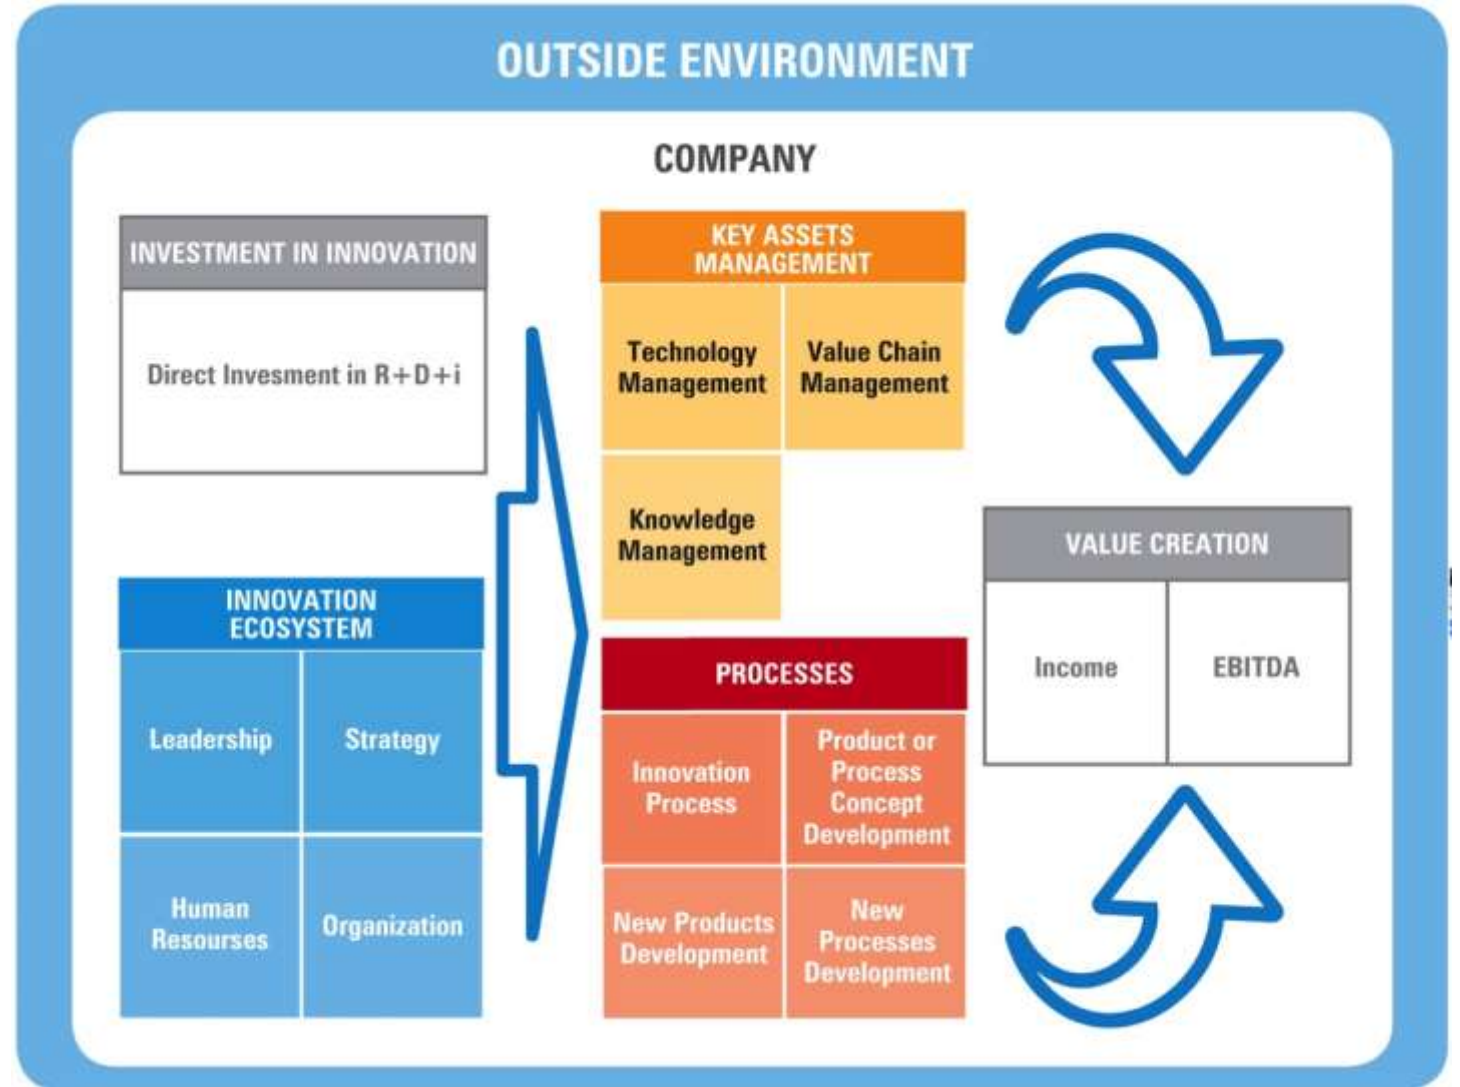 OUTSIDE ENVIRONMENT
COMPANY
INVESTMENT IN INNOVATION
Direct Invesment in R+D+i
INNOVATION
ECOSYSTEM
Leadership
Strategy
Human
Resourses
Organization
KEY ASSETS
MANAGEMENT
Technology
Management
Value Chain
Management
Knowledge
Management
PROCESSES
Innovation
Process
Product or
Process
Concept
Development
New Products
Development
New
Processes
Development
VALUE CREATION
Income
EBITDA